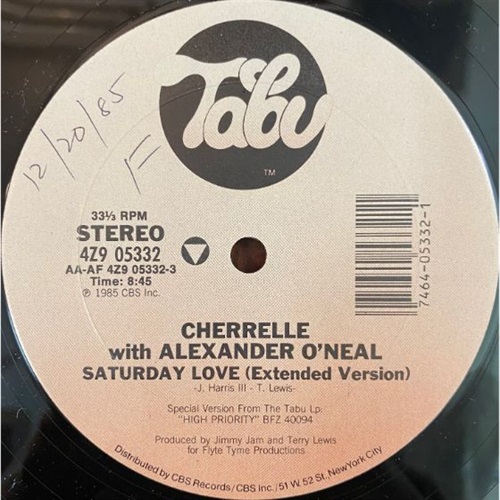 Tabu
TM
12/20/85
F
33⅓ RPM
STEREO
4Z9 05332
AA-AF 4Z9 05332-3
Time: 8:45
℗ 1985 CBS Inc.
7464-05332-1
CHERRELLE
with ALEXANDER O'NEAL
SATURDAY LOVE (Extended Version)
-J. Harris III - T. Lewis-
Special Version From The Tabu Lp:
"HIGH PRIORITY" BFZ 40094
Produced by Jimmy Jam and Terry Lewis
for Flyte Tyme Productions
Distributed by CBS Records/CBS Inc./51 W. 52 St., New York City